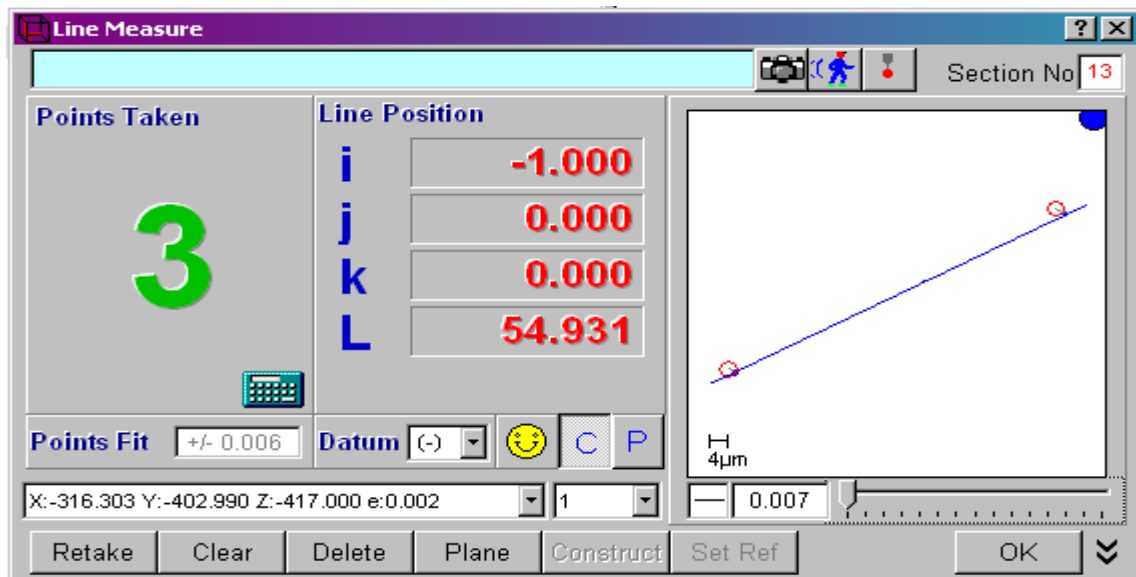 Line Measure
Section No 13
Points Taken
3
Line Position
i -1.000
j 0.000
k 0.000
L 54.931
4µm
Points Fit +/- 0.006
Datum (-)
C P
X:-316.303 Y:-402.990 Z:-417.000 e:0.002
1
0.007
Retake Clear Delete Plane Construct Set Ref OK